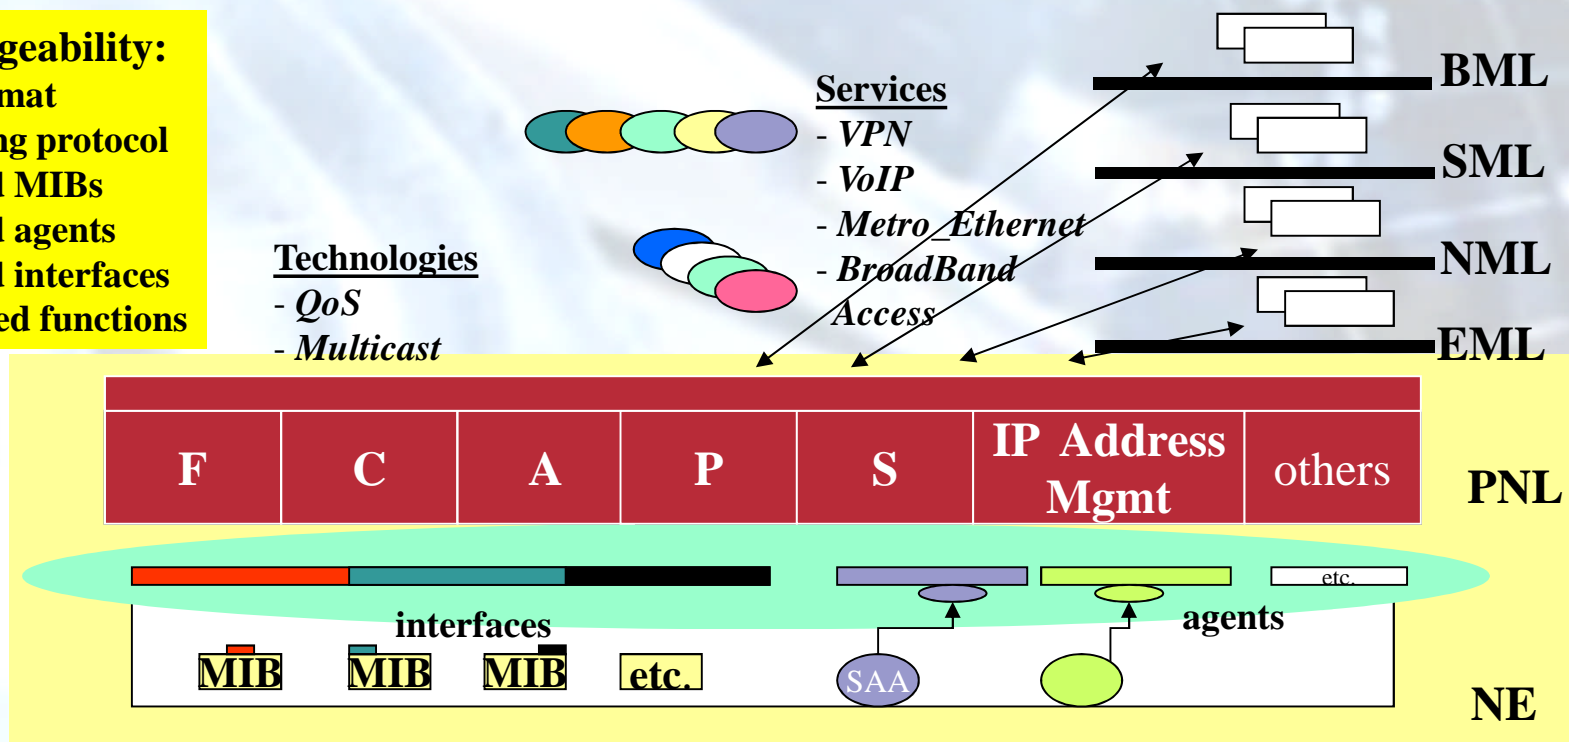 geability:
mat
ng protocol
d MIBs
d agents
d interfaces
ed functions
Technologies
- QoS
- Multicast
Services
- VPN
- VoIP
- Metro_Ethernet
- BroadBand
Access
BML
SML
NML
EML
F C A P S IP Address Mgmt others
PNL
etc.
interfaces
agents
MIB MIB MIB etc. SAA
NE